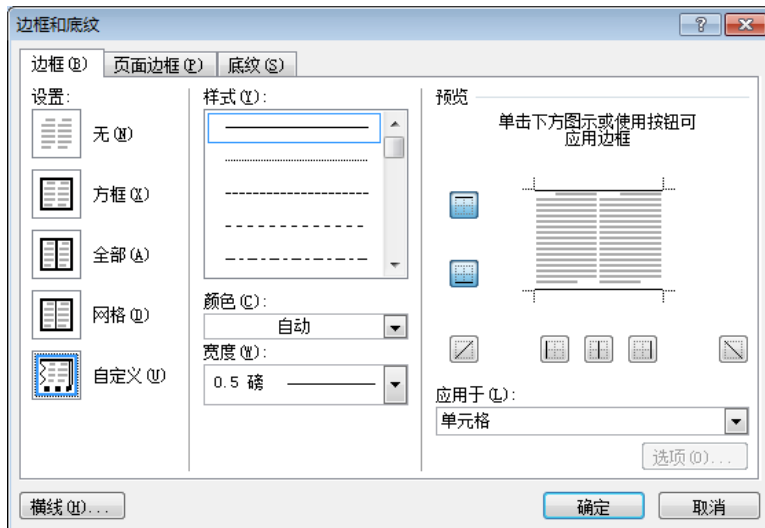 边框和底纹
边框(B)
页面边框(P)
底纹(S)
设置:
无(N)
方框(X)
全部(A)
网格(D)
自定义(U)
样式(Y):
颜色(C):
自动
宽度(W):
0.5 磅
预览
单击下方图示或使用按钮可
应用边框
应用于(L):
单元格
选项(O)...
横线(H)...
确定
取消